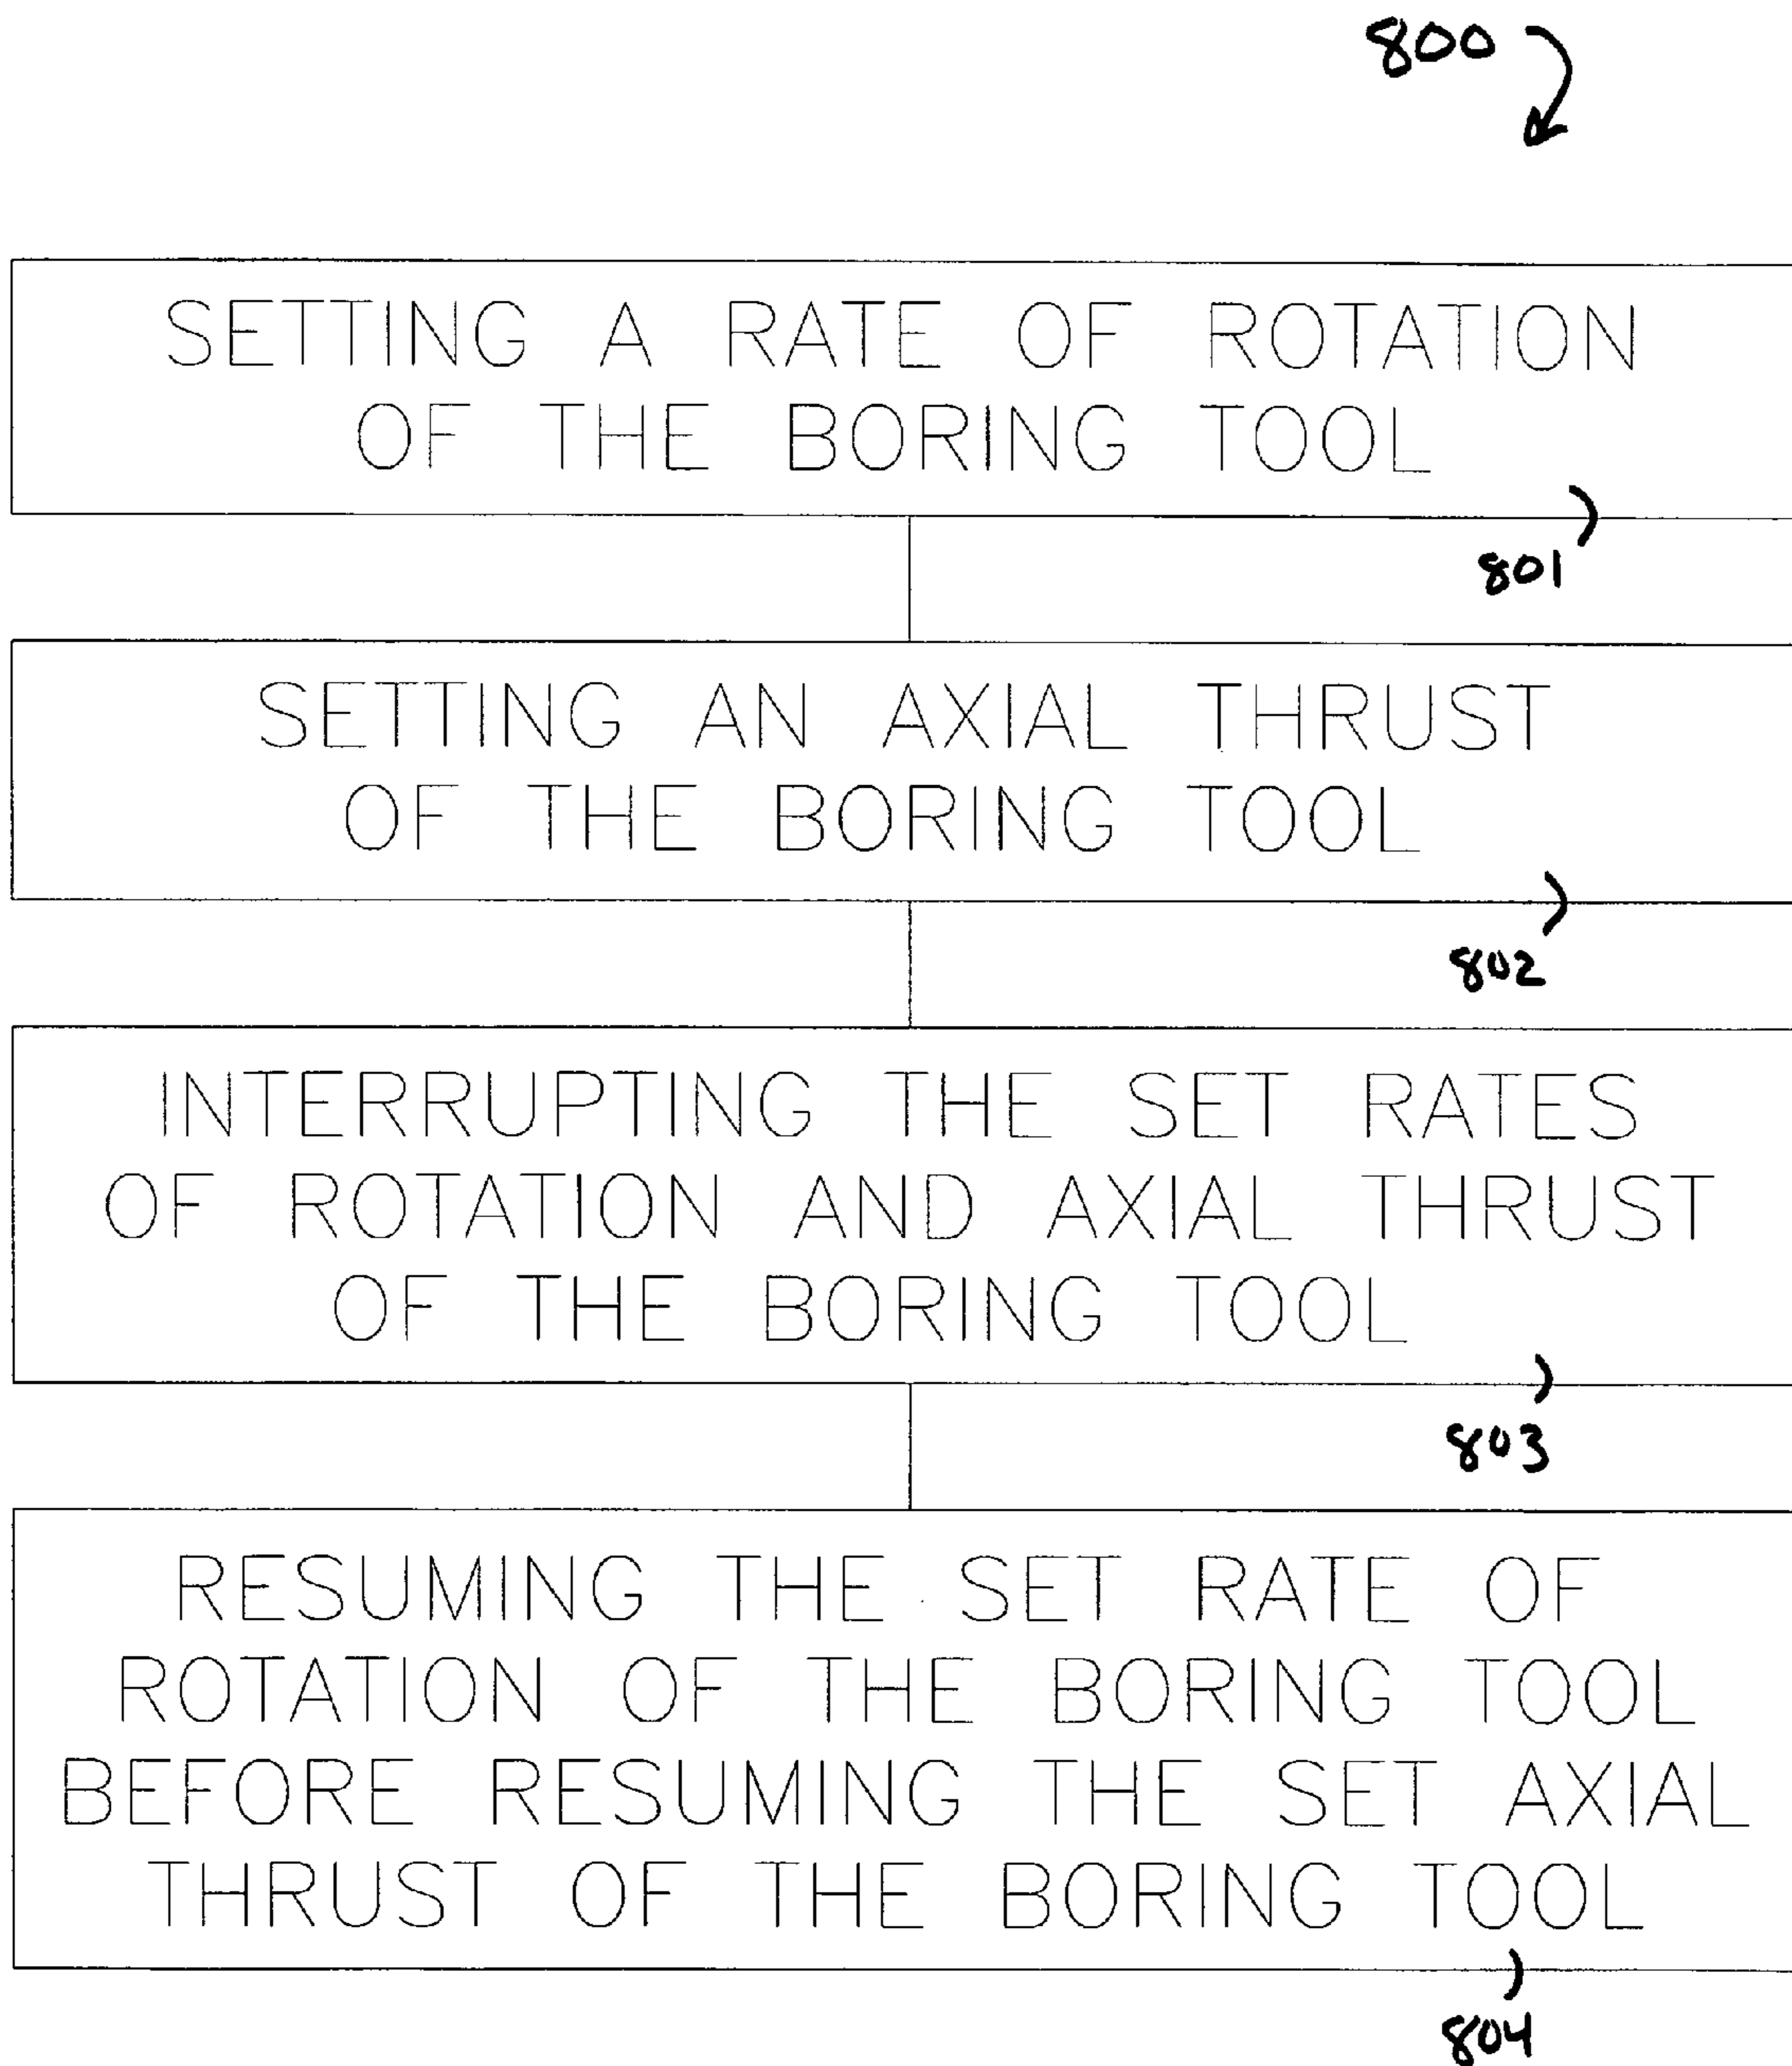 800
SETTING A RATE OF ROTATION
OF THE BORING TOOL
801
SETTING AN AXIAL THRUST
OF THE BORING TOOL
802
INTERRUPTING THE SET RATES
OF ROTATION AND AXIAL THRUST
OF THE BORING TOOL
803
RESUMING THE SET RATE OF
ROTATION OF THE BORING TOOL
BEFORE RESUMING THE SET AXIAL
THRUST OF THE BORING TOOL
804